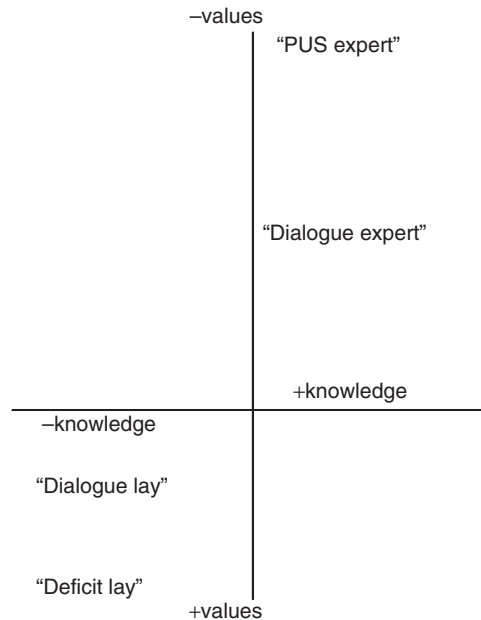 –values
“PUS expert”
“Dialogue expert”
+knowledge
–knowledge
“Dialogue lay”
“Deficit lay”
+values